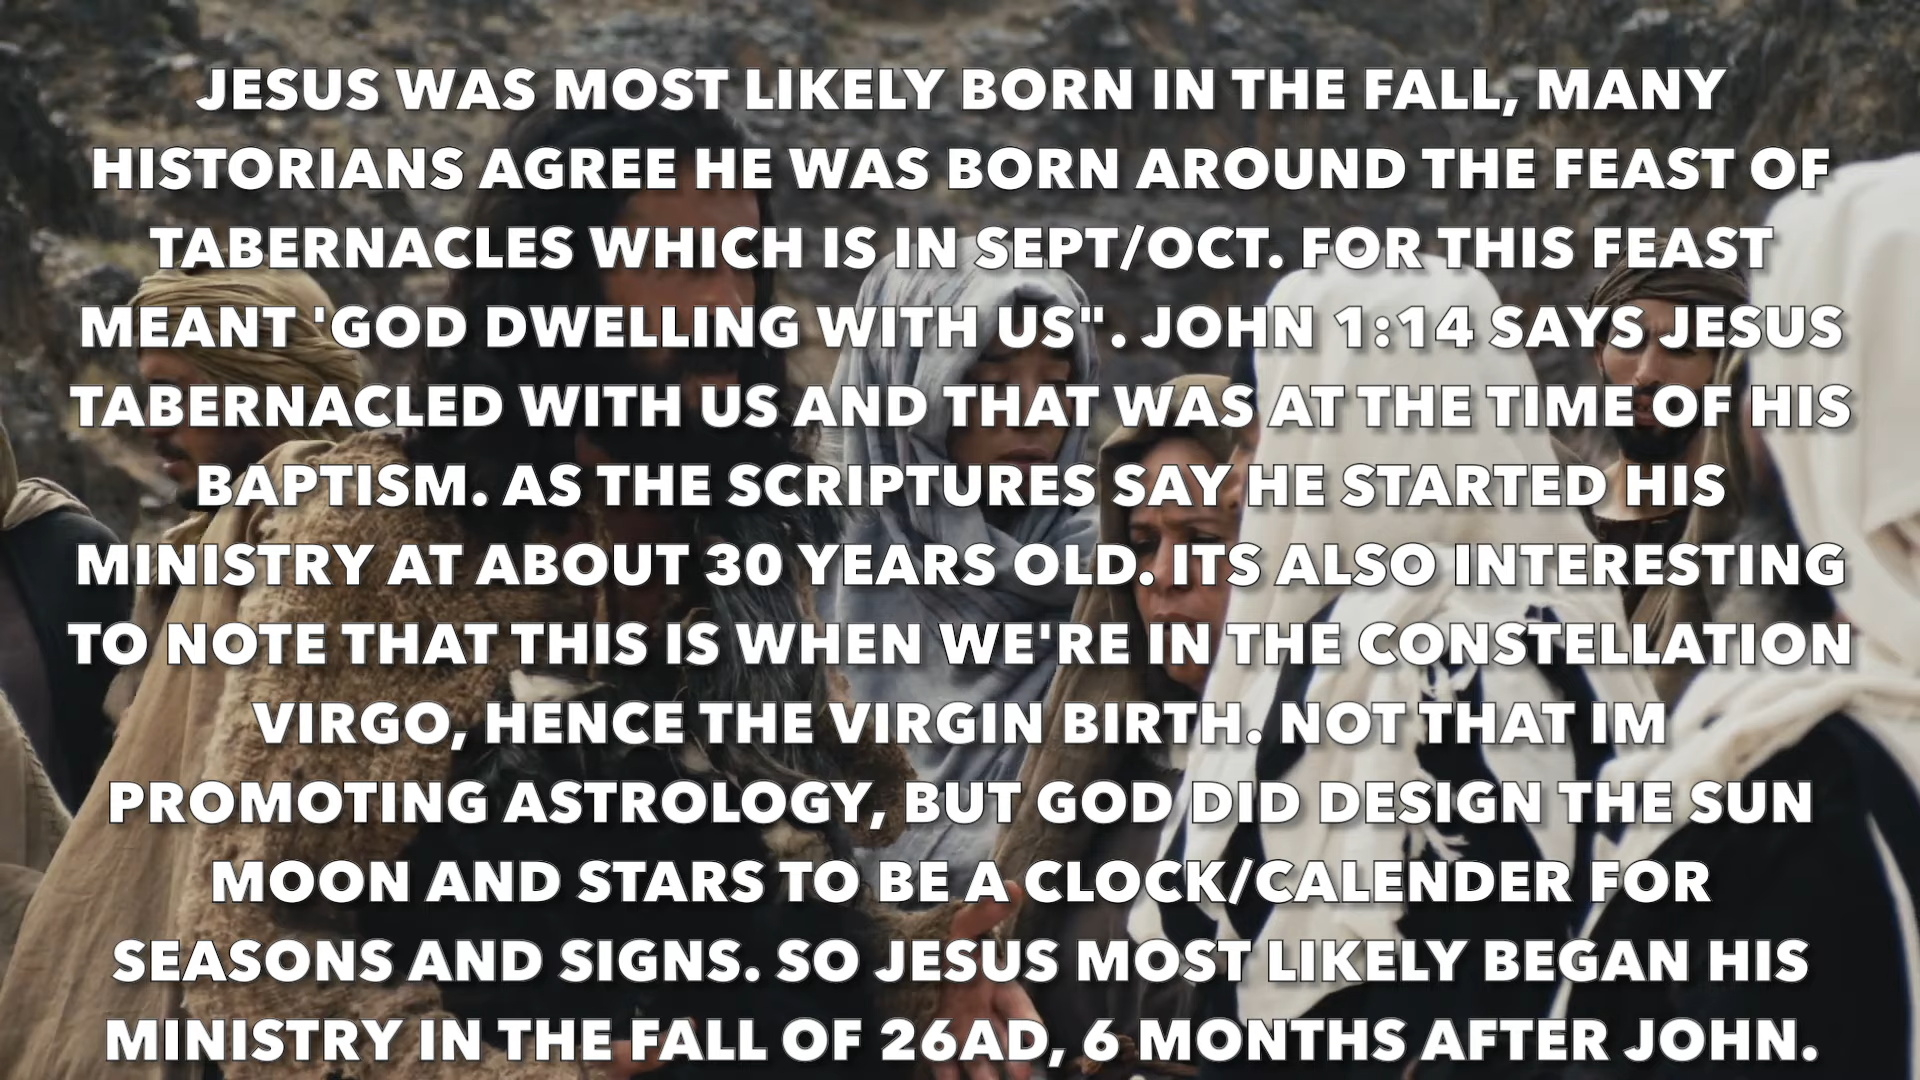 JESUS WAS MOST LIKELY BORN IN THE FALL, MANY
HISTORIANS AGREE HE WAS BORN AROUND THE FEAST OF
TABERNACLES WHICH IS IN SEPT/OCT. FOR THIS FEAST
MEANT 'GOD DWELLING WITH US". JOHN 1:14 SAYS JESUS
TABERNACLED WITH US AND THAT WAS AT THE TIME OF HIS
BAPTISM. AS THE SCRIPTURES SAY HE STARTED HIS
MINISTRY AT ABOUT 30 YEARS OLD. ITS ALSO INTERESTING
TO NOTE THAT THIS IS WHEN WE'RE IN THE CONSTELLATION
VIRGO, HENCE THE VIRGIN BIRTH. NOT THAT IM
PROMOTING ASTROLOGY, BUT GOD DID DESIGN THE SUN
MOON AND STARS TO BE A CLOCK/CALENDER FOR
SEASONS AND SIGNS. SO JESUS MOST LIKELY BEGAN HIS
MINISTRY IN THE FALL OF 26AD, 6 MONTHS AFTER JOHN.